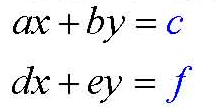 ax + by = c
dx + ey = f